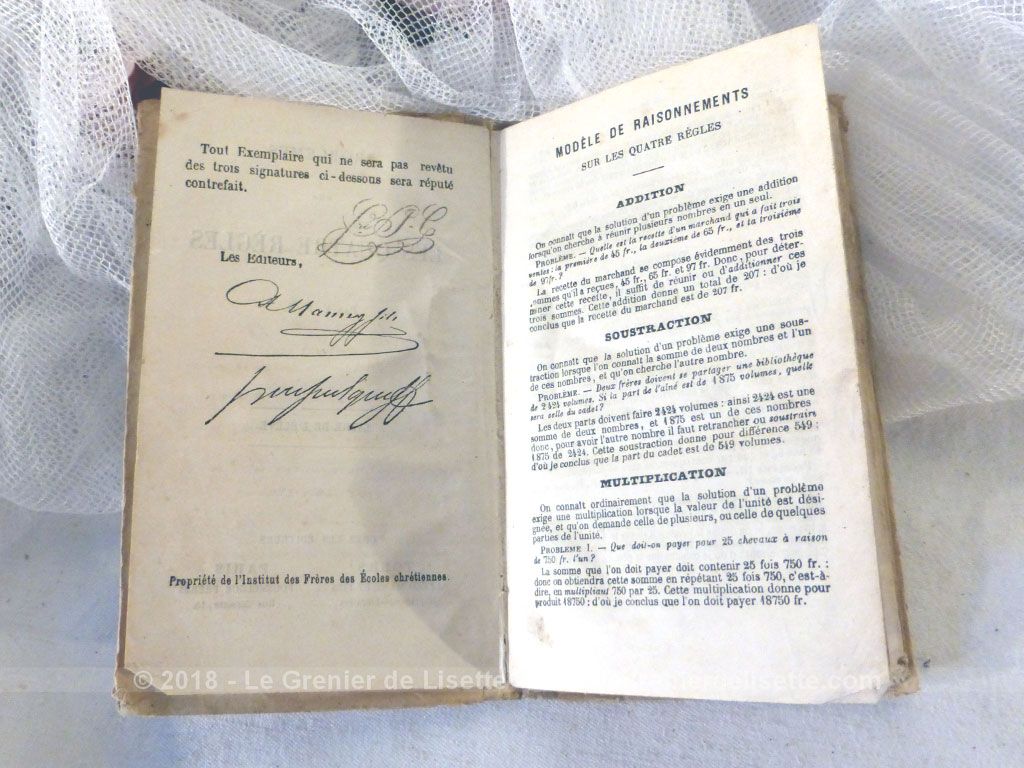 Tout Exemplaire qui ne sera pas revêtu
des trois signatures ci-dessous sera réputé
contrefait.
Les Editeurs,
Propriété de l'Institut des Frères des Écoles chrétiennes.
MODÈLE DE RAISONNEMENTS
SUR LES QUATRE RÈGLES
ADDITION
On connaît que la solution d'un problème exige une addition
lorsqu'on cherche à réunir plusieurs nombres en un seul.
PROBLÈME. — Quelle est la recette d'un marchand qui a fait trois
ventes : la première de 45 fr., la deuxième de 65 fr., et la troisième
de 97 fr. ?
La recette du marchand se compose évidemment des trois
sommes qu'il a reçues, 45 fr., 65 fr. et 97 fr. Donc, pour déter-
miner cette recette, il suffit de réunir ou d'additionner ces
trois sommes. Cette addition donne un total de 207 : d'où je
conclus que la recette du marchand est de 207 fr.
SOUSTRACTION
On connaît que la solution d'un problème exige une sous-
traction lorsque l'on connaît la somme de deux nombres et l'un
de ces nombres, et qu'on cherche l'autre nombre.
PROBLÈME. — Deux frères doivent se partager une bibliothèque
de 2424 volumes. Si la part de l'aîné est de 1875 volumes, quelle
sera celle du cadet ?
Les deux parts doivent faire 2424 volumes : ainsi 2424 est une
somme de deux nombres, et 1875 est un de ces nombres
donc, pour avoir l'autre nombre il faut retrancher ou soustraire
1875 de 2424. Cette soustraction donne pour différence 549 :
d'où je conclus que la part du cadet est de 549 volumes.
MULTIPLICATION
On connaît ordinairement que la solution d'un problème
exige une multiplication lorsque la valeur de l'unité est dési-
gnée, et qu'on demande celle de plusieurs, ou celle de quelques
parties de l'unité.
PROBLÈME I. — Que doit-on payer pour 25 chevaux à raison
de 750 fr. l'un ?
La somme que l'on doit payer doit contenir 25 fois 750 fr. :
donc on obtiendra cette somme en répétant 25 fois 750, c'est-à-
dire, en multipliant 750 par 25. Cette multiplication donne pour
produit 18750 : d'où je conclus que l'on doit payer 18750 fr.
© 2018 - Le Grenier de Lisette